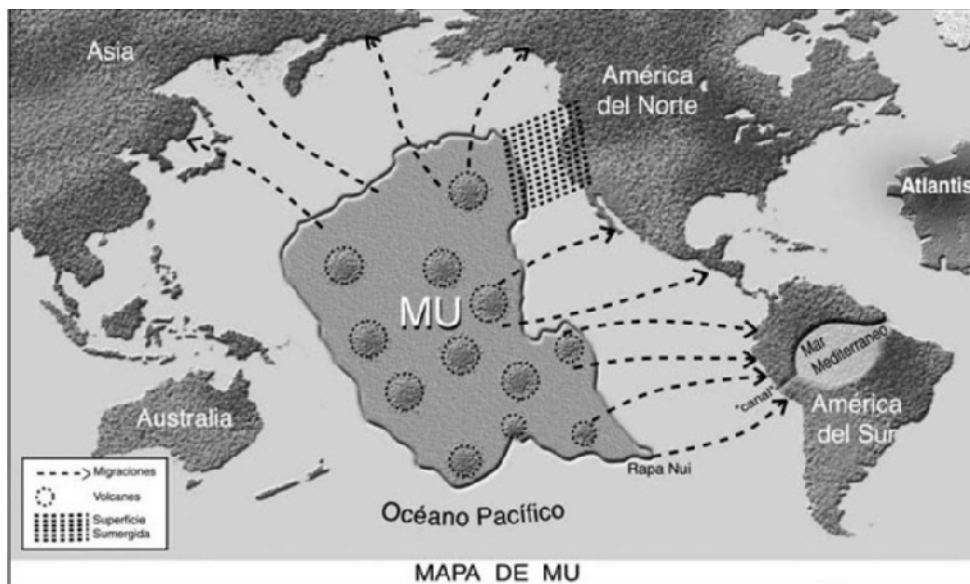 Asia
América
del Norte
Atlantis
MU
Mar
Mediterraneo
"canal"
América
del Sur
Australia
Rapa Nui
Océano Pacífico
Migraciones
Volcanes
Superficie
Sumergida
MAPA DE MU